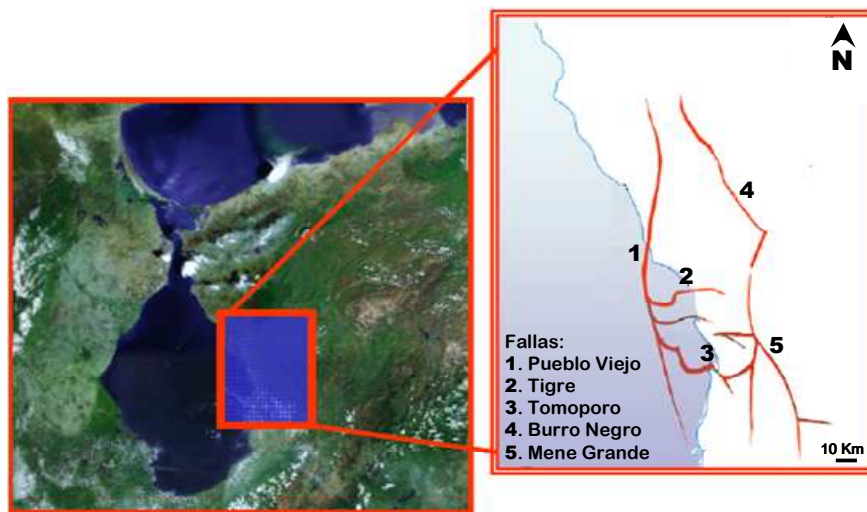 N
4
1
2
3
5
Fallas:
1. Pueblo Viejo
2. Tigre
3. Tomoporo
4. Burro Negro
5. Mene Grande
10 Km